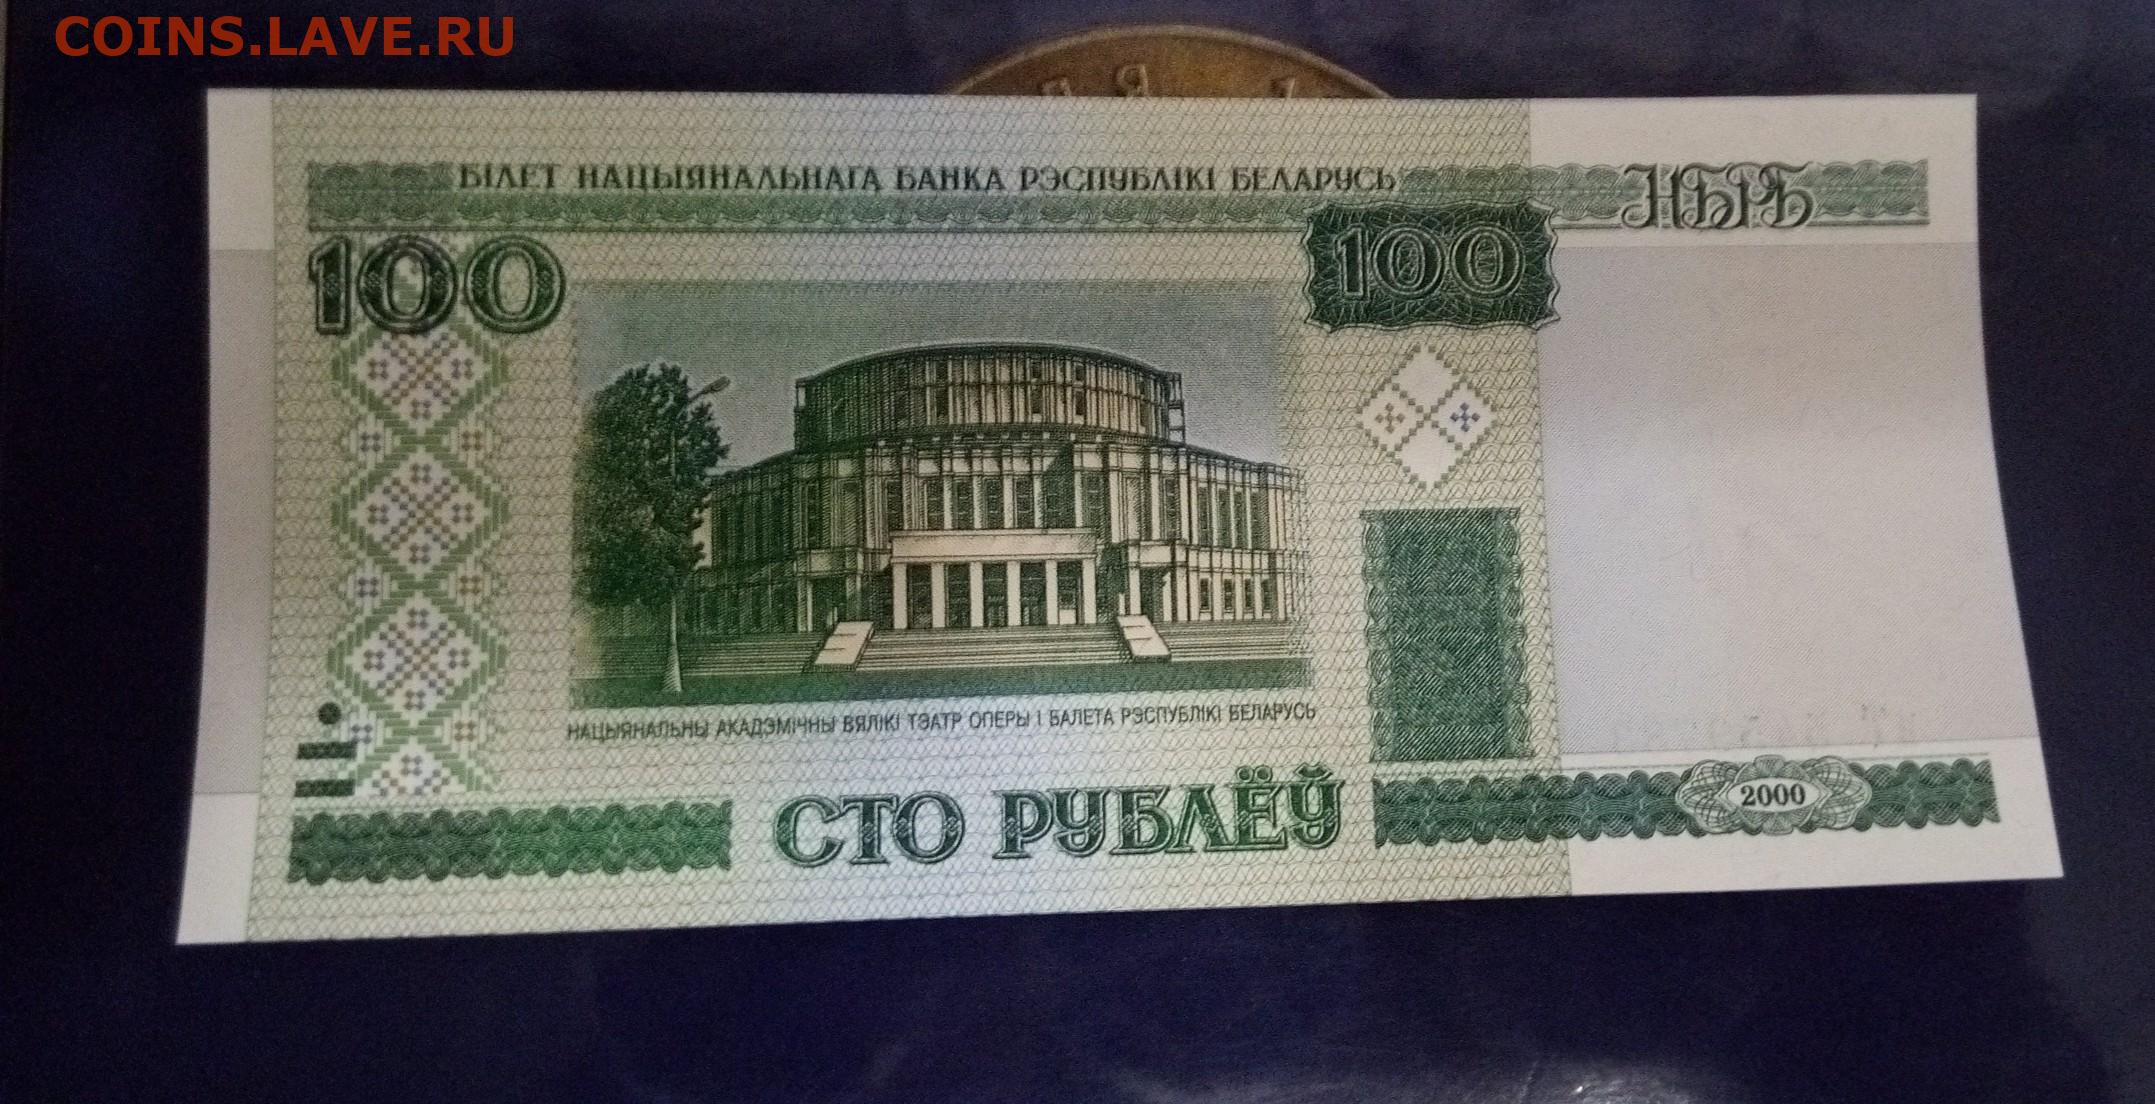 COINS.LAVE.RU
БІЛЕТ НАЦЫЯНАЛЬНАГА БАНКА РЭСПУБЛІКІ БЕЛАРУСЬ
НБРБ
100
100
НАЦЫЯНАЛЬНЫ АКАДЭМІЧНЫ ВЯЛІКІ ТЭАТР ОПЕРЫ І БАЛЕТА РЭСПУБЛІКІ БЕЛАРУСЬ
СТО РУБЛЁЎ
2000